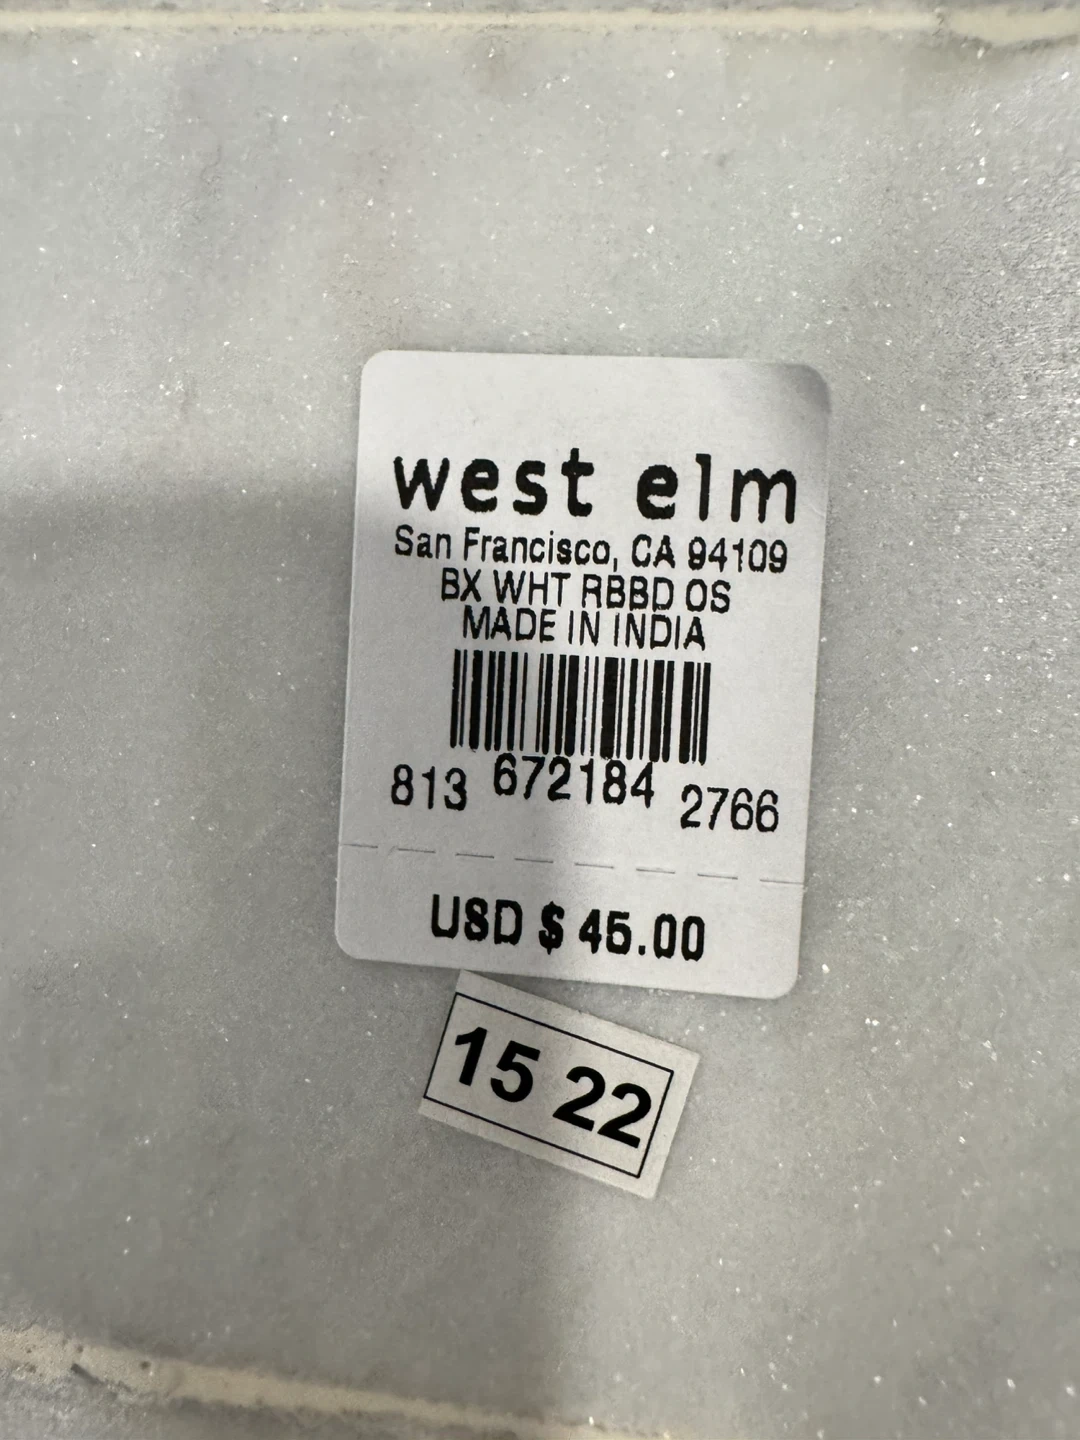 west elm
San Francisco, CA 94109
BX WHT RBBD OS
MADE IN INDIA
813 672184 2766
USD $ 45.00
15 22